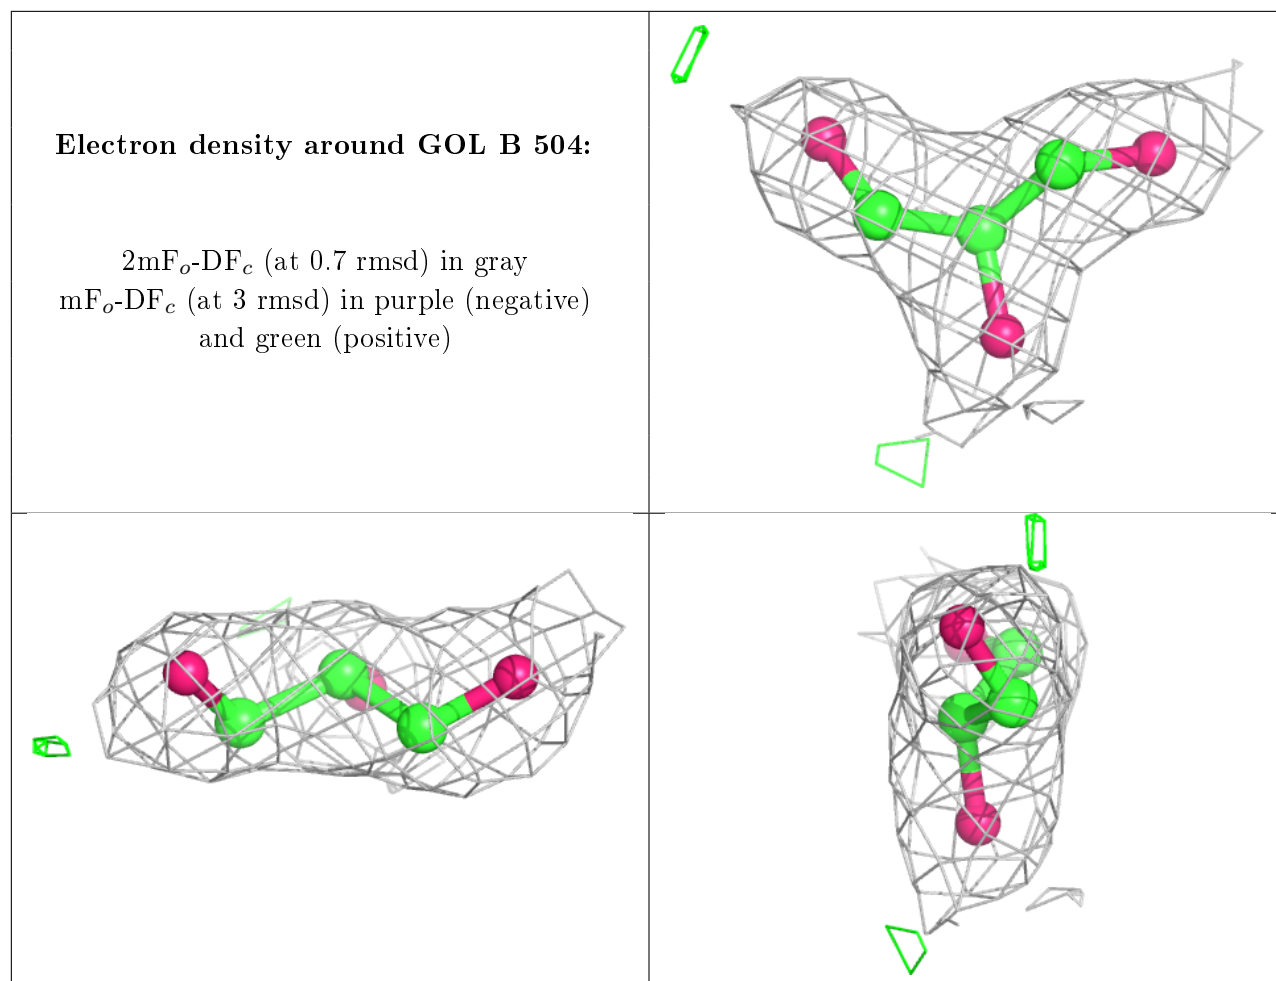 Electron density around GOL B 504:
2mFo-DFc (at 0.7 rmsd) in gray
mFo-DFc (at 3 rmsd) in purple (negative)
and green (positive)